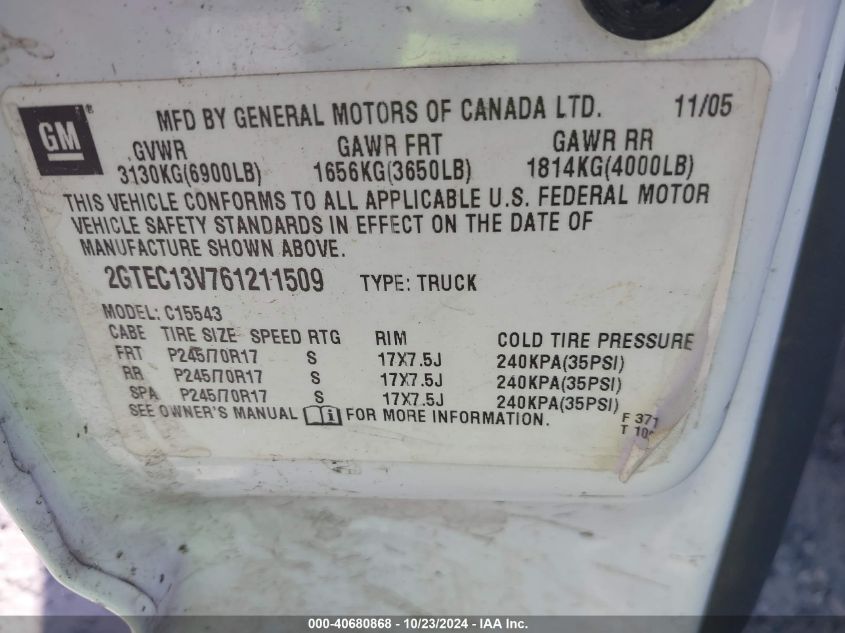 GM®
MFD BY GENERAL MOTORS OF CANADA LTD. 11/05
GVWR GAWR FRT GAWR RR
3130KG(6900LB) 1656KG(3650LB) 1814KG(4000LB)
THIS VEHICLE CONFORMS TO ALL APPLICABLE U.S. FEDERAL MOTOR
VEHICLE SAFETY STANDARDS IN EFFECT ON THE DATE OF
MANUFACTURE SHOWN ABOVE.
2GTEC13V761211509 TYPE: TRUCK
MODEL: C15543
CABE TIRE SIZE SPEED RTG RIM COLD TIRE PRESSURE
FRT P245/70R17 S 17X7.5J 240KPA(35PSI)
RR P245/70R17 S 17X7.5J 240KPA(35PSI)
SPA P245/70R17 S 17X7.5J 240KPA(35PSI)
SEE OWNER'S MANUAL FOR MORE INFORMATION.
F 371
T
000-40680868 - 10/23/2024 - IAA Inc.